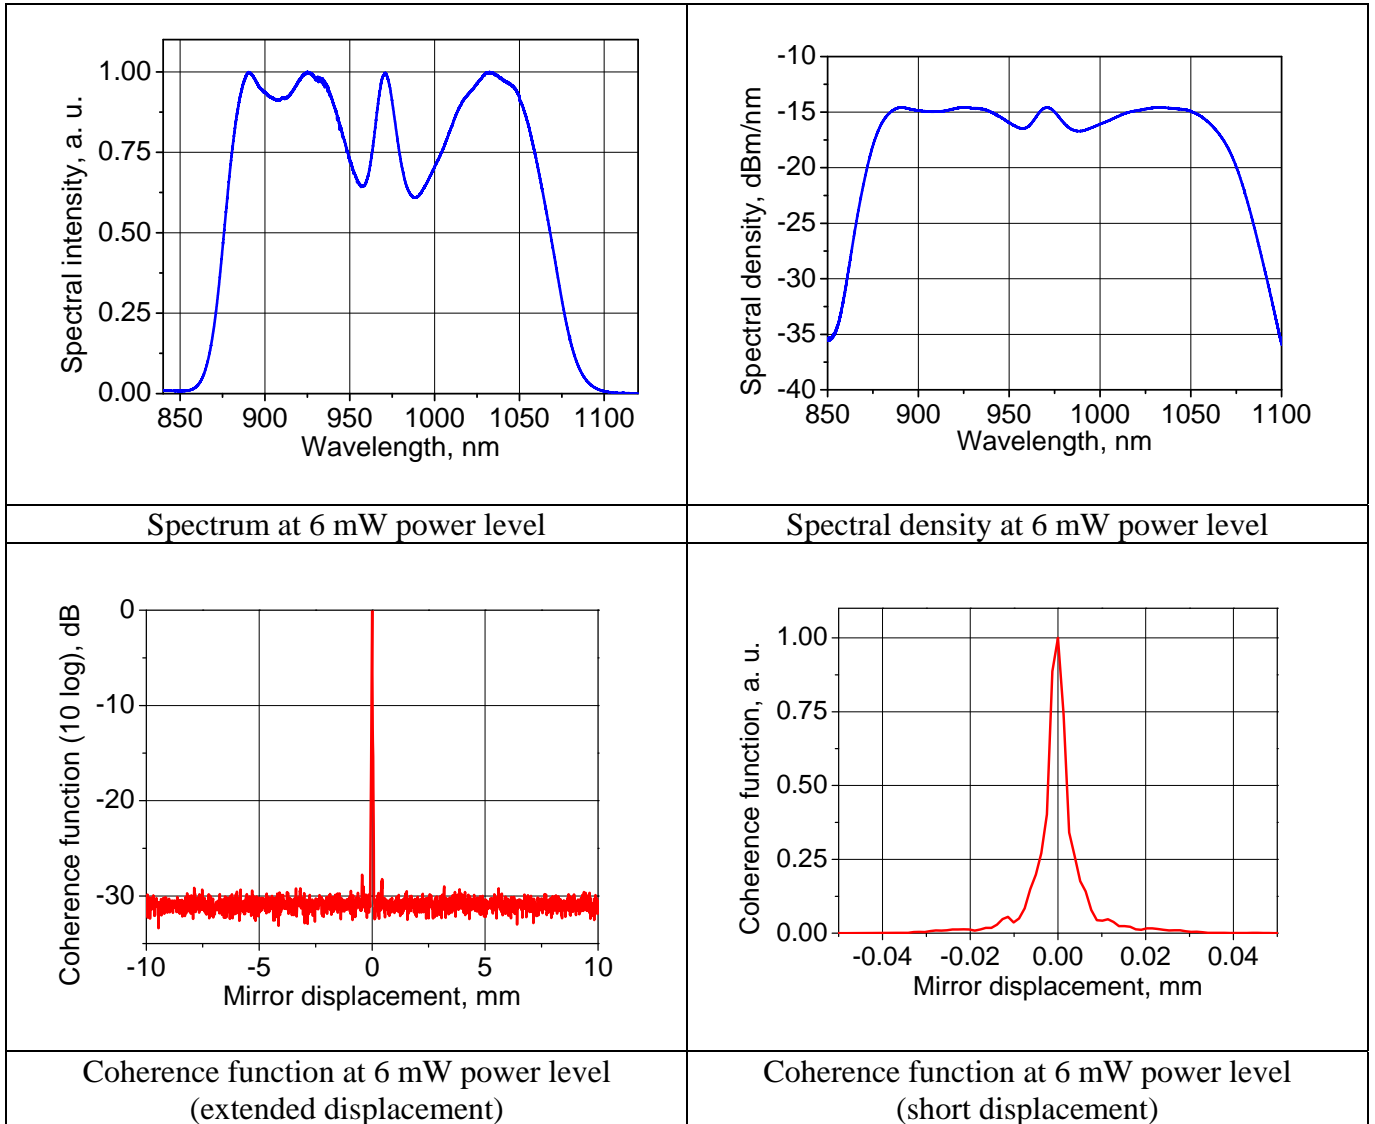 Spectral intensity, a. u.
1.00
0.75
0.50
0.25
0.00
850 900 950 1000 1050 1100
Wavelength, nm
Spectrum at 6 mW power level
Spectral density, dBm/nm
-10
-15
-20
-25
-30
-35
-40
850 900 950 1000 1050 1100
Wavelength, nm
Spectral density at 6 mW power level
Coherence function (10 log), dB
0
-10
-20
-30
-10 -5 0 5 10
Mirror displacement, mm
Coherence function at 6 mW power level
(extended displacement)
Coherence function, a. u.
1.00
0.75
0.50
0.25
0.00
-0.04 -0.02 0.00 0.02 0.04
Mirror displacement, mm
Coherence function at 6 mW power level
(short displacement)